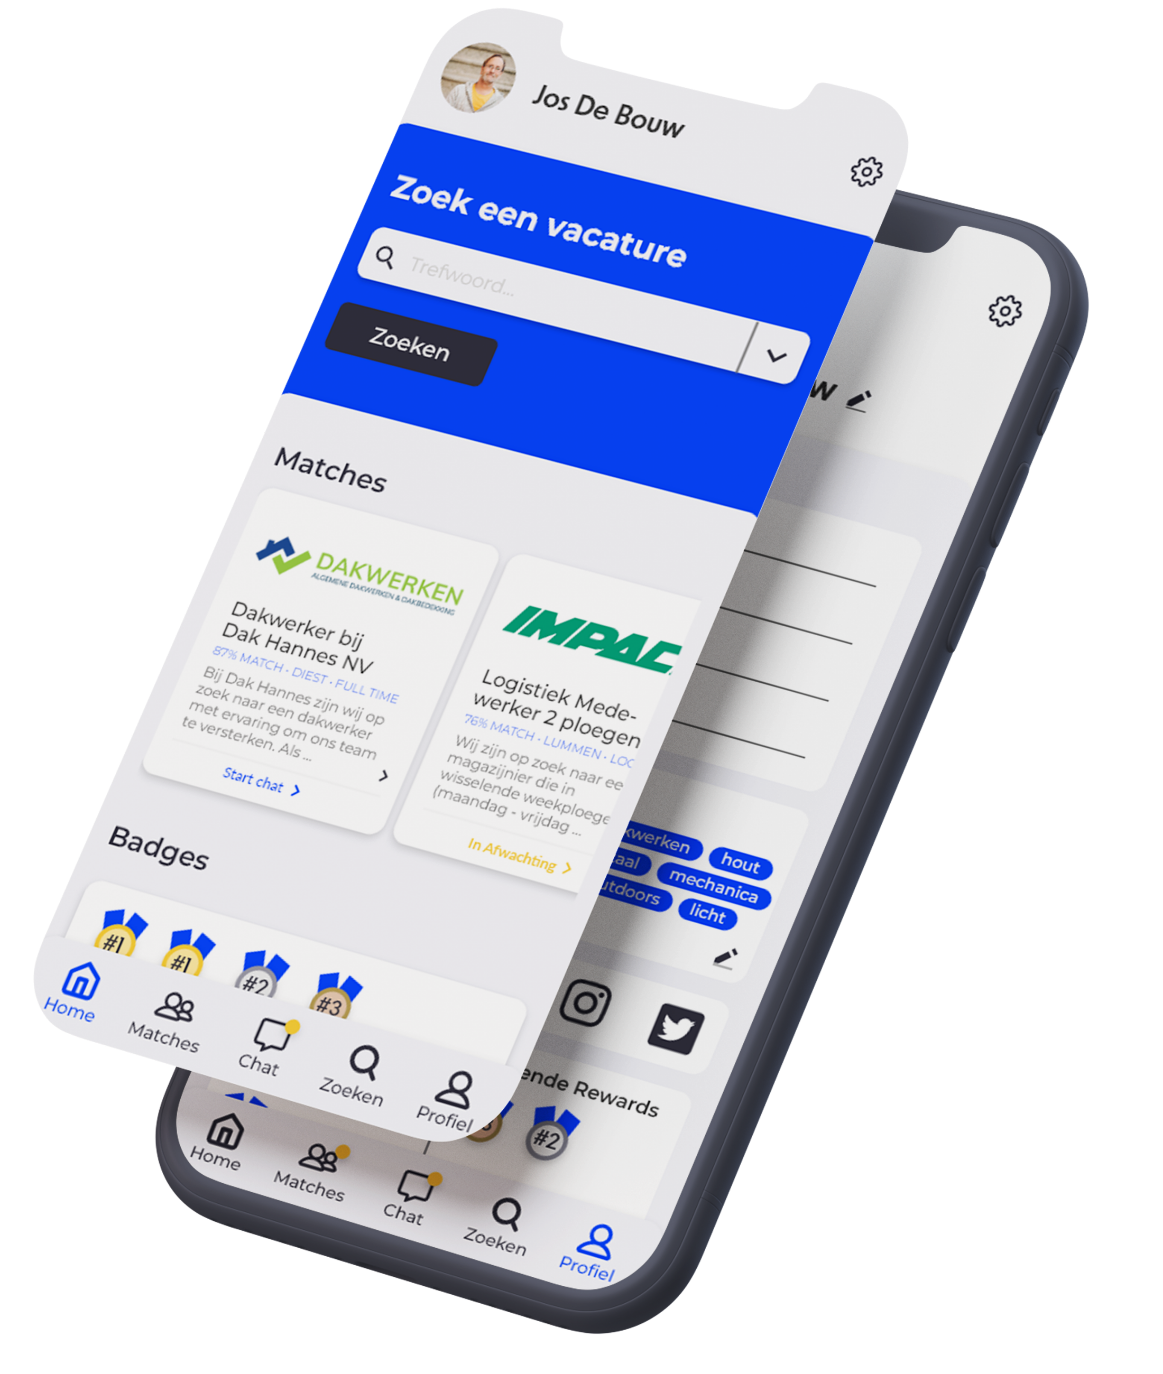 Jos De Bouw
Zoek een vacature
Trefwoord...
Zoeken
Matches
DAKWERKEN
ALGEMENE DAKWERKEN & DAKBEDEKKING
Dakwerker bij
Dak Hannes NV
87% MATCH • DIEST • FULL TIME
Bij Dak Hannes zijn wij op
zoek naar een dakwerker
met ervaring om ons team
te versterken. Als ...
Start chat
IMPAC
Logistiek Mede-
werker 2 ploegen
76% MATCH • LUMMEN •
Wij zijn op zoek naar ee
magazijnier die in
wisselende weekploege
(maandag - vrijdag ...
In Afwachting
Badges
#1
#1
#2
#3
Home
Matches
Chat
Zoeken
Profiel
w
kwerken
hout
aal
mechanica
utdoors
licht
ende Rewards
#2
Home
Matches
Chat
Zoeken
Profiel